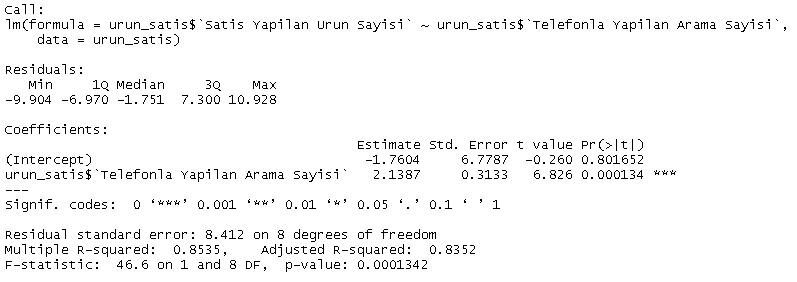 Call:
lm(formula = urun_satis$`Satis Yapilan Urun Sayisi` ~ urun_satis$`Telefonla Yapilan Arama Sayisi`,
    data = urun_satis)
Residuals:
   Min     1Q Median     3Q    Max
-9.904 -6.970 -1.751  7.300 10.928
Coefficients:
                                            Estimate Std. Error t value Pr(>|t|)
(Intercept)                                  -1.7604     6.7787  -0.260 0.801652
urun_satis$`Telefonla Yapilan Arama Sayisi`   2.1387     0.3133   6.826 0.000134 ***
---
Signif. codes:  0 ‘***’ 0.001 ‘**’ 0.01 ‘*’ 0.05 ‘.’ 0.1 ‘ ’ 1
Residual standard error: 8.412 on 8 degrees of freedom
Multiple R-squared:  0.8535,    Adjusted R-squared:  0.8352
F-statistic:  46.6 on 1 and 8 DF,  p-value: 0.0001342